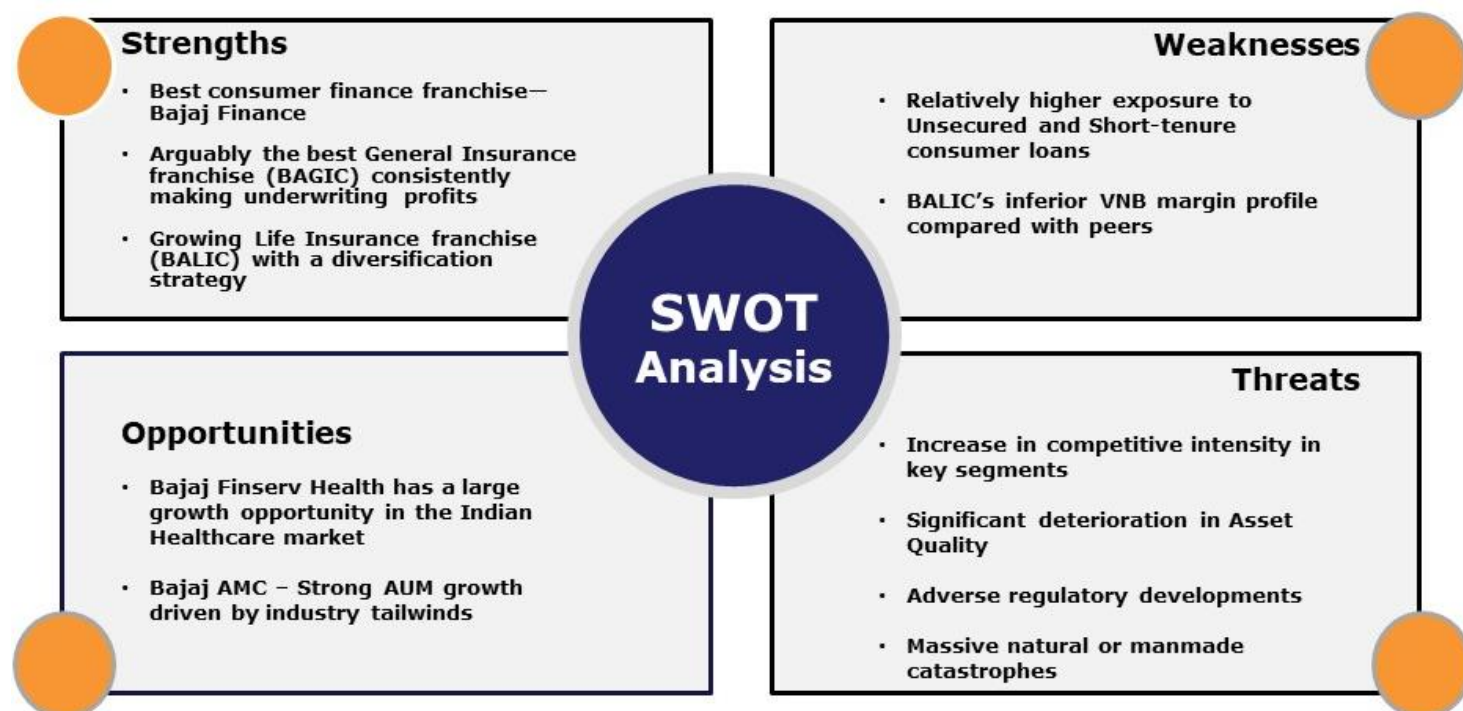 Strengths
· Best consumer finance franchise—
Bajaj Finance
· Arguably the best General Insurance
franchise (BAGIC) consistently
making underwriting profits
· Growing Life Insurance franchise
(BALIC) with a diversification
strategy
Weaknesses
· Relatively higher exposure to
Unsecured and Short-tenure
consumer loans
· BALIC’s inferior VNB margin profile
compared with peers
SWOT
Analysis
Opportunities
· Bajaj Finserv Health has a large
growth opportunity in the Indian
Healthcare market
· Bajaj AMC – Strong AUM growth
driven by industry tailwinds
Threats
· Increase in competitive intensity in
key segments
· Significant deterioration in Asset
Quality
· Adverse regulatory developments
· Massive natural or manmade
catastrophes